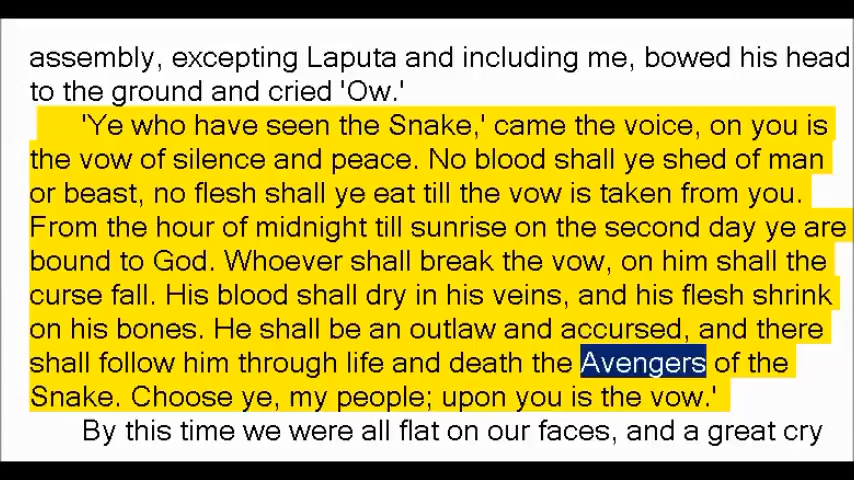 assembly, excepting Laputa and including me, bowed his head
to the ground and cried 'Ow.'
'Ye who have seen the Snake,' came the voice, on you is
the vow of silence and peace. No blood shall ye shed of man
or beast, no flesh shall ye eat till the vow is taken from you.
From the hour of midnight till sunrise on the second day ye are
bound to God. Whoever shall break the vow, on him shall the
curse fall. His blood shall dry in his veins, and his flesh shrink
on his bones. He shall be an outlaw and accursed, and there
shall follow him through life and death the Avengers of the
Snake. Choose ye, my people; upon you is the vow.'
By this time we were all flat on our faces, and a great cry